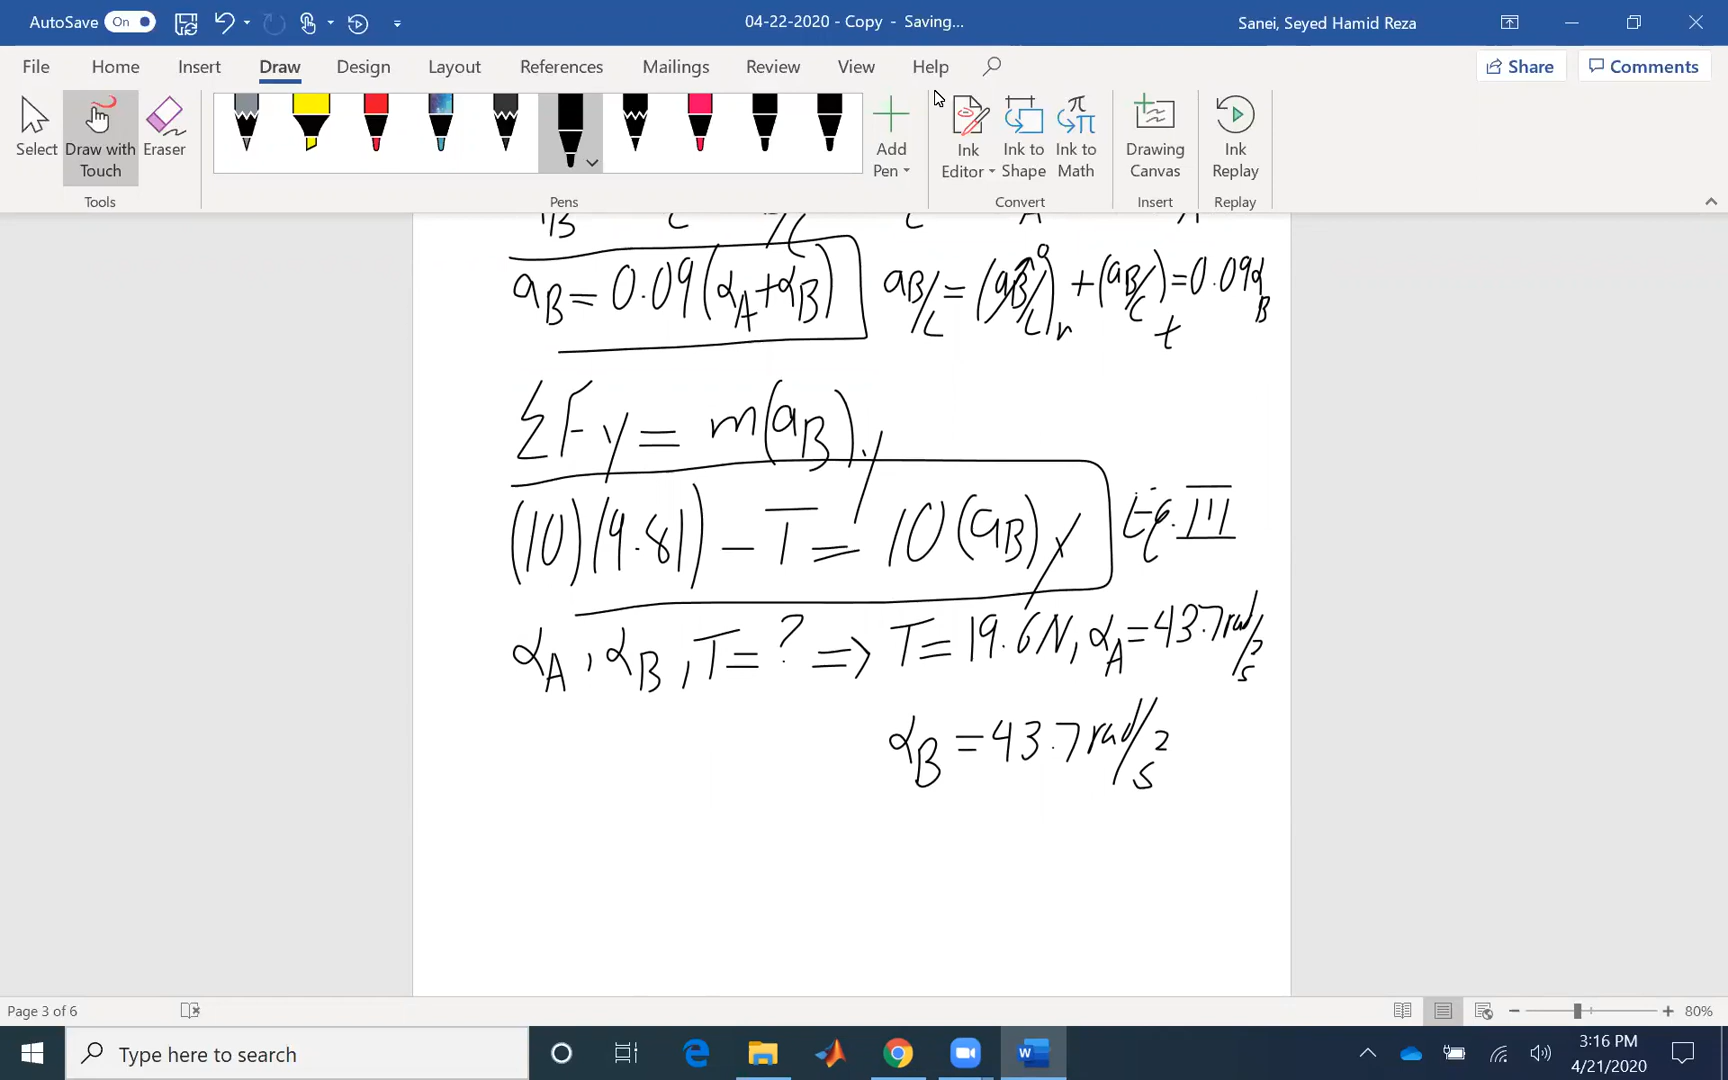 AutoSave On
04-22-2020 - Copy - Saving...
Sanei, Seyed Hamid Reza
File Home Insert Draw Design Layout References Mailings Review View Help
Share Comments
Select Draw with Touch Eraser
Add Pen
Ink Editor Ink to Shape Ink to Math
Drawing Canvas
Ink Replay
Tools Pens Convert Insert Replay
a_B = 0.09(α_A + α_B) a_B/C = (a_B/C)_n^0 + (a_B/C)_t = 0.09α_B
ΣFy = m(a_B)y
(10)(9.81) - T = 10(a_B)y Eq. III
α_A, α_B, T = ? => T = 19.6N, α_A = 43.7 rad/s²
α_B = 43.7 rad/s²
Page 3 of 6
80%
Type here to search
3:16 PM
4/21/2020